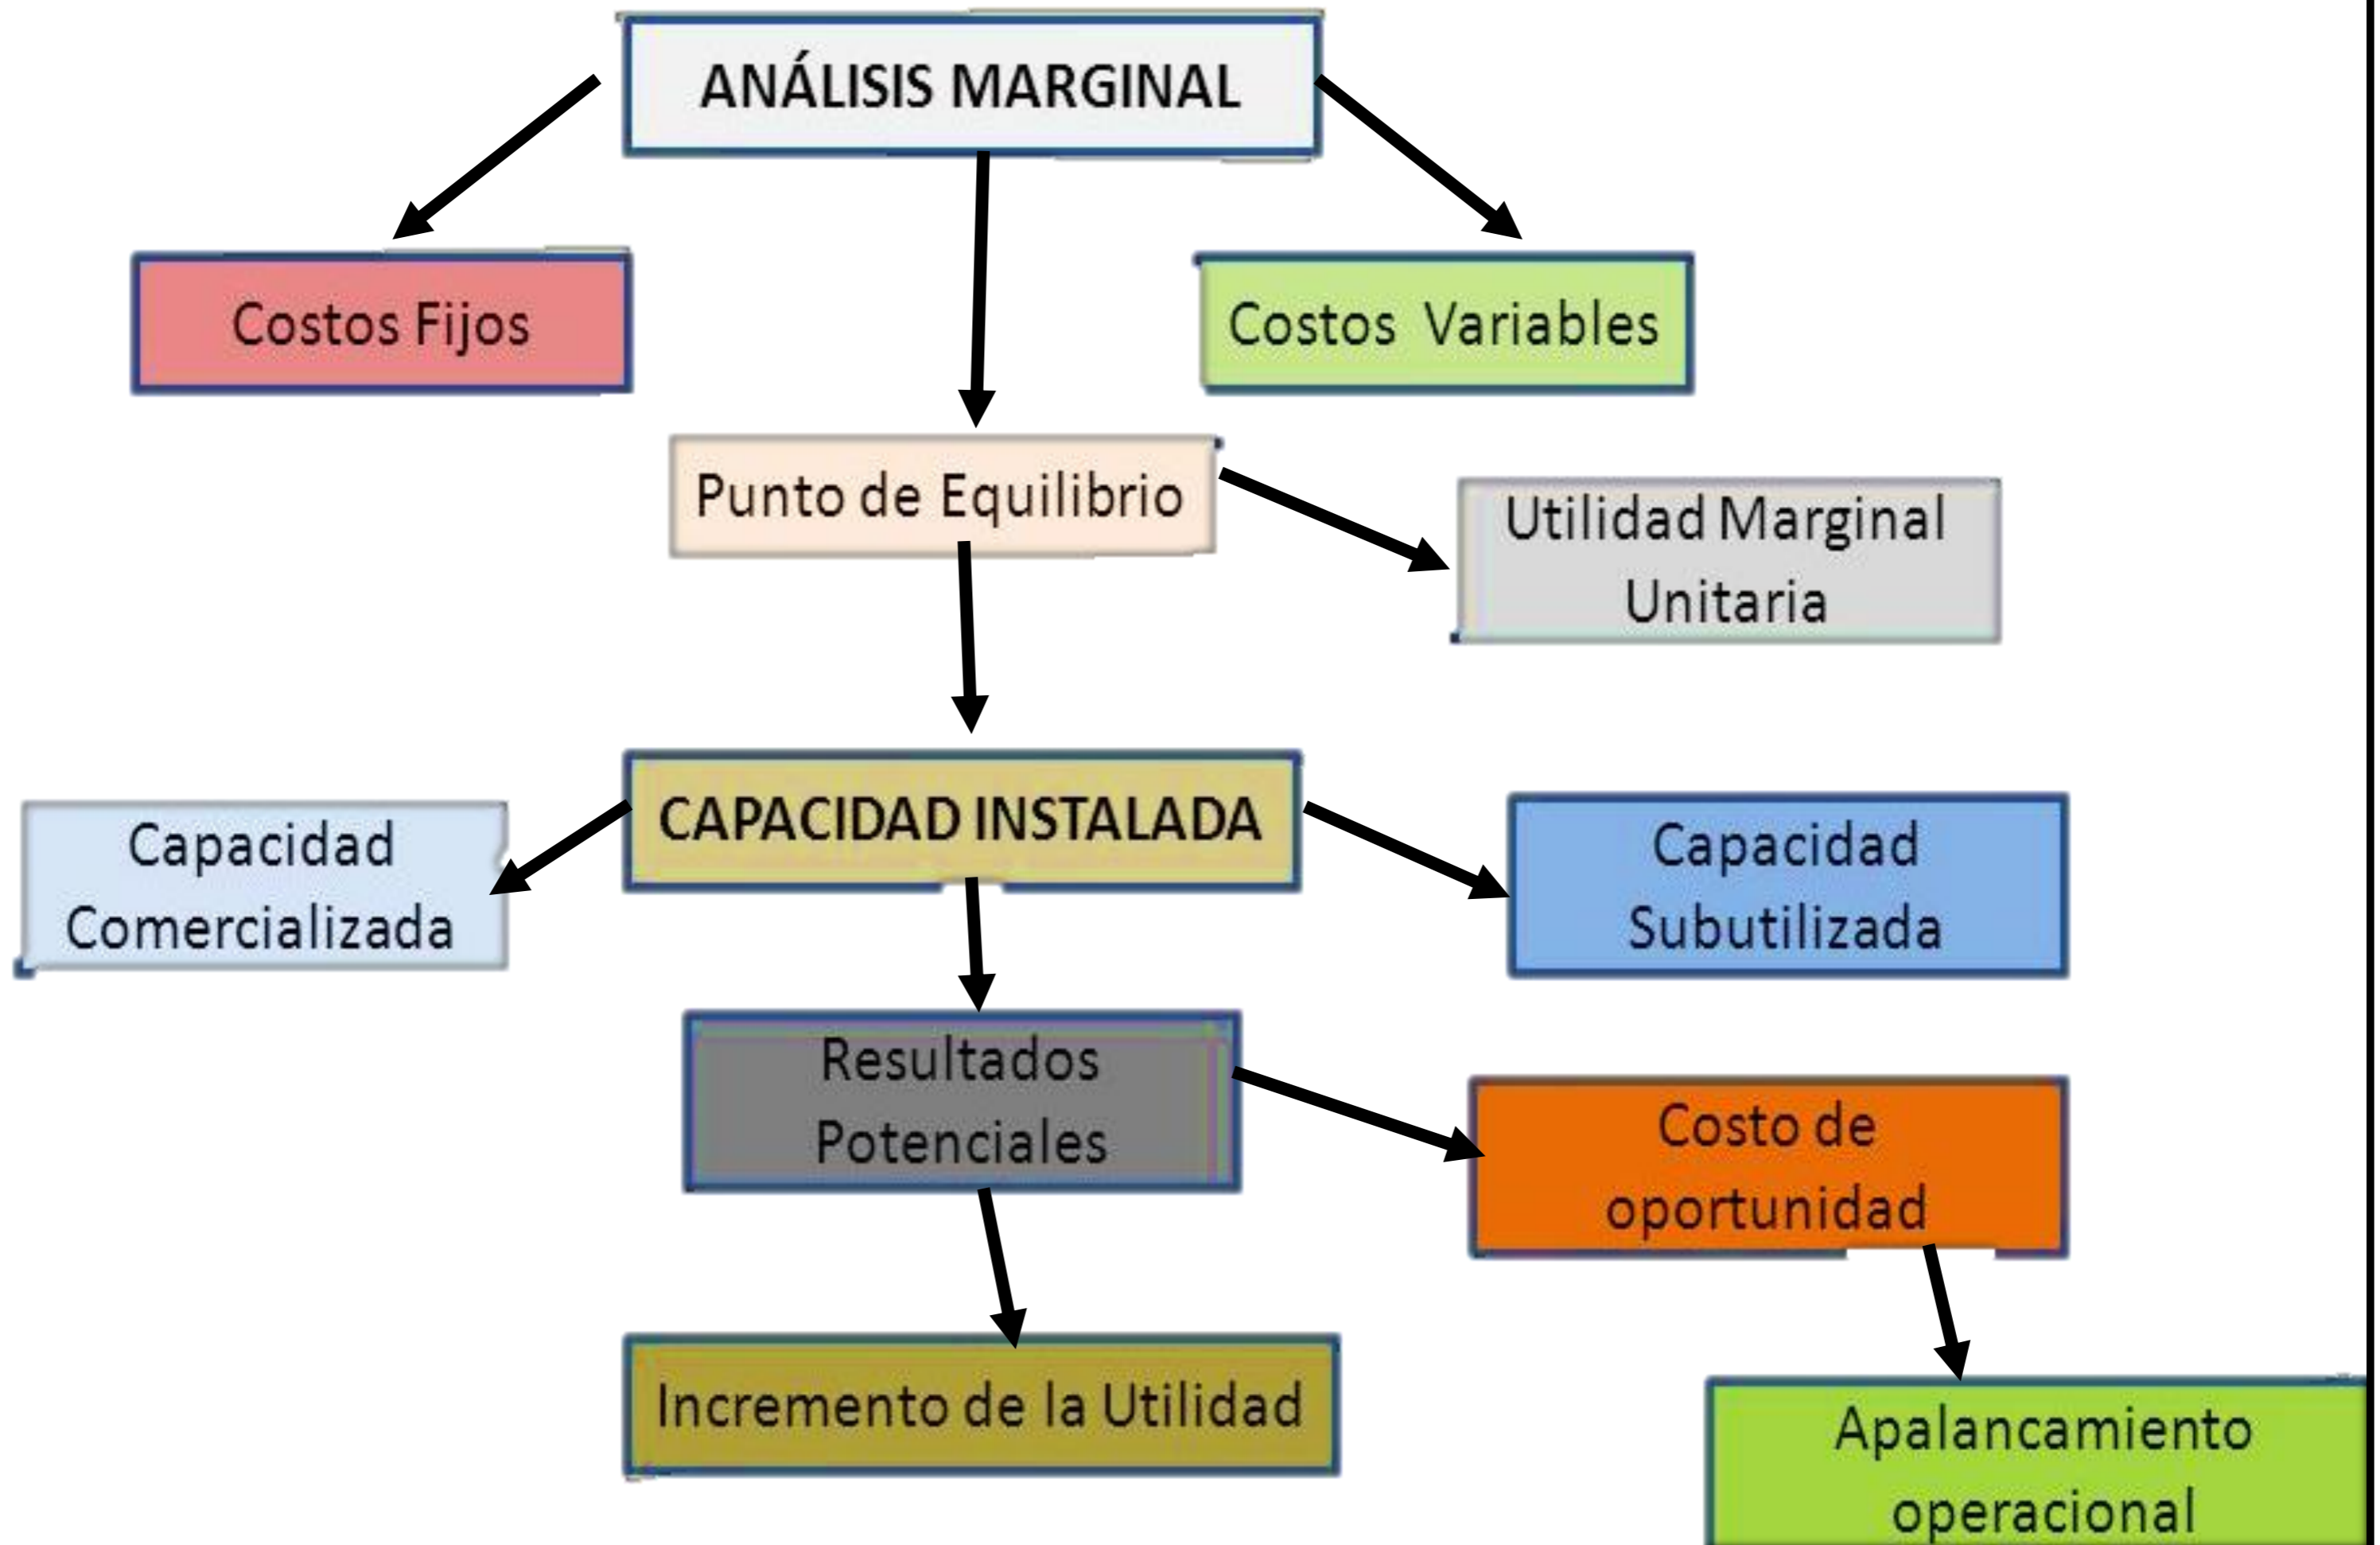 ANÁLISIS MARGINAL
Costos Fijos
Costos Variables
Punto de Equilibrio
Utilidad Marginal
Unitaria
CAPACIDAD INSTALADA
Capacidad
Comercializada
Capacidad
Subutilizada
Resultados
Potenciales
Costo de
oportunidad
Incremento de la Utilidad
Apalancamiento
operacional